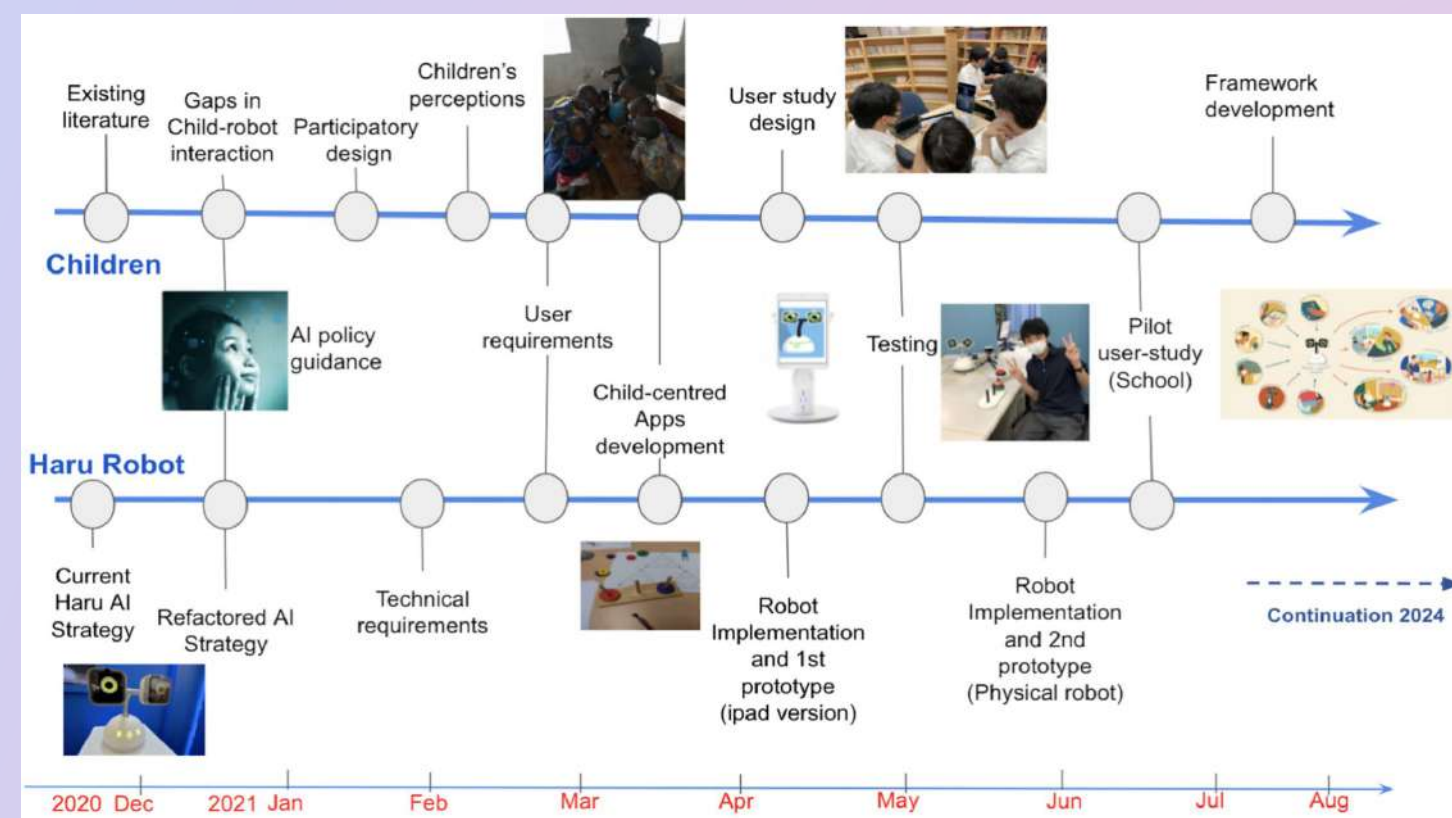 Existing
literature
Gaps in
Child-robot
interaction
Participatory
design
Children's
perceptions
User study
design
Framework
development
Children
AI policy
guidance
User
requirements
Child-centred
Apps
development
Testing
Pilot
user-study
(School)
Haru Robot
Current
Haru AI
Strategy
Refactored AI
Strategy
Technical
requirements
Robot
Implementation
and 1st
prototype
(ipad version)
Robot
Implementation
and 2nd
prototype
(Physical robot)
Continuation 2024
2020 Dec
2021 Jan
Feb
Mar
Apr
May
Jun
Jul
Aug